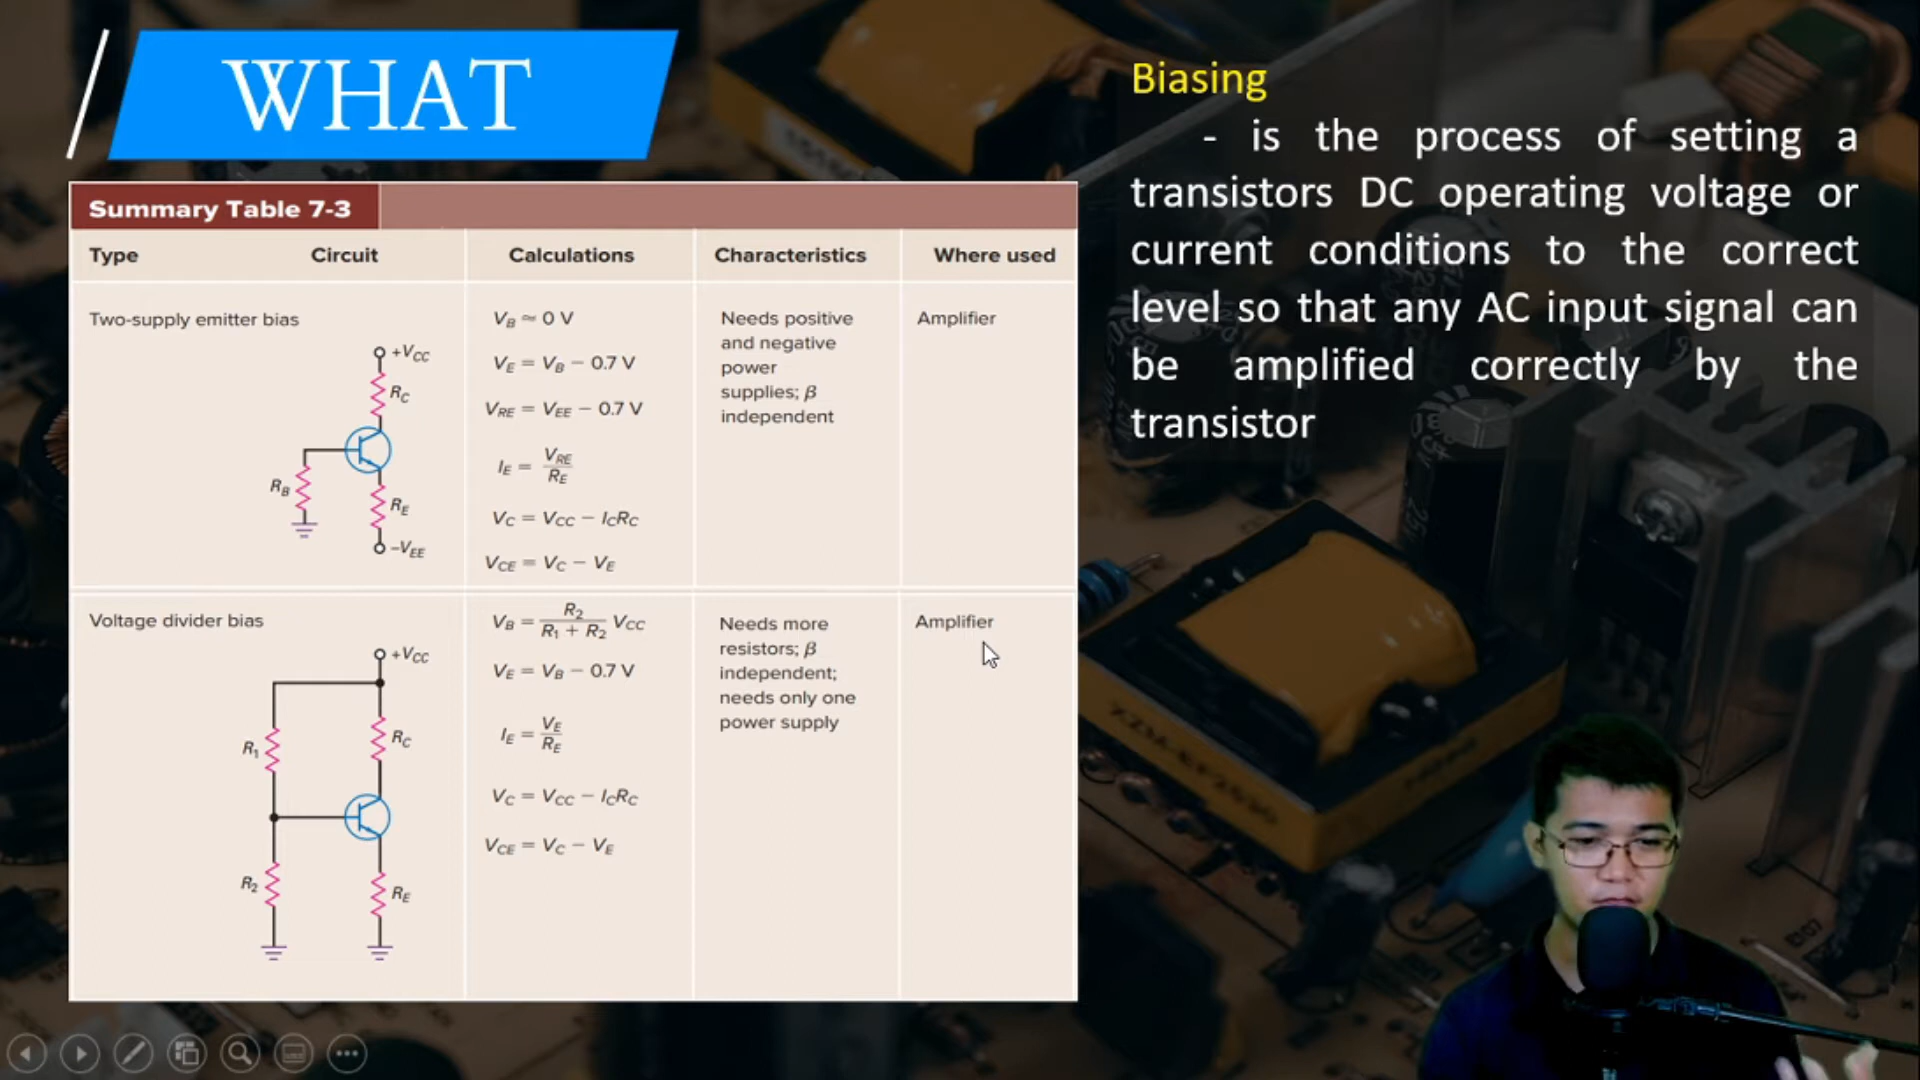 WHAT
Summary Table 7-3
Type Circuit Calculations Characteristics Where used
Two-supply emitter bias
+VCC
RC
RB
RE
-VEE
VB ≈ 0 V
VE = VB − 0.7 V
VRE = VEE − 0.7 V
IE = VRE / RE
VC = VCC − ICRC
VCE = VC − VE
Needs positive
and negative
power
supplies; β
independent
Amplifier
Voltage divider bias
+VCC
R1
RC
R2
RE
VB = R2 / R1 + R2 VCC
VE = VB − 0.7 V
IE = VE / RE
VC = VCC − ICRC
VCE = VC − VE
Needs more
resistors; β
independent;
needs only one
power supply
Amplifier
Biasing
- is the process of setting a
transistors DC operating voltage or
current conditions to the correct
level so that any AC input signal can
be amplified correctly by the
transistor